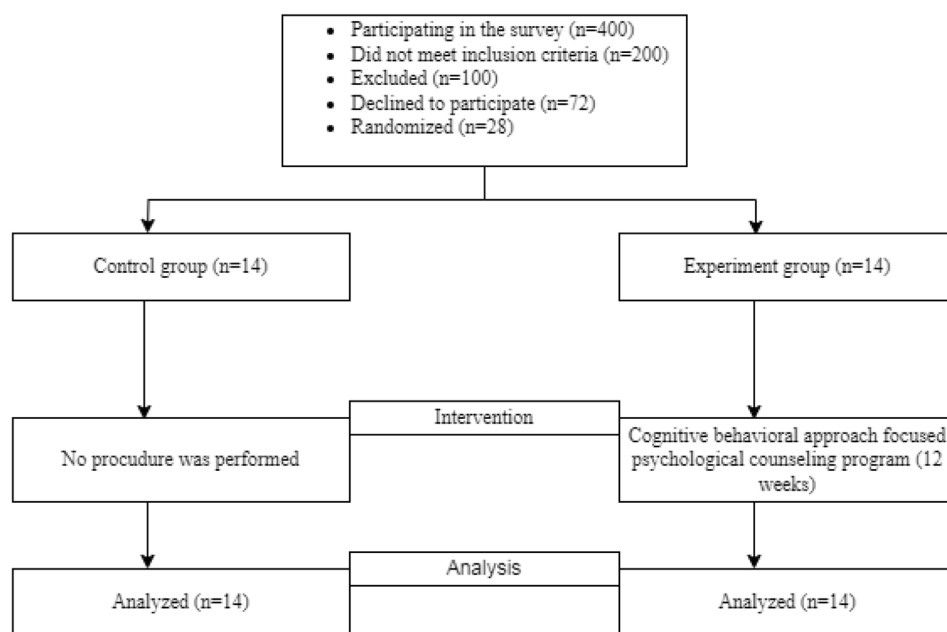 • Participating in the survey (n=400)
• Did not meet inclusion criteria (n=200)
• Excluded (n=100)
• Declined to participate (n=72)
• Randomized (n=28)
Control group (n=14)
Experiment group (n=14)
Intervention
No procudure was performed
Cognitive behavioral approach focused
psychological counseling program (12
weeks)
Analysis
Analyzed (n=14)
Analyzed (n=14)